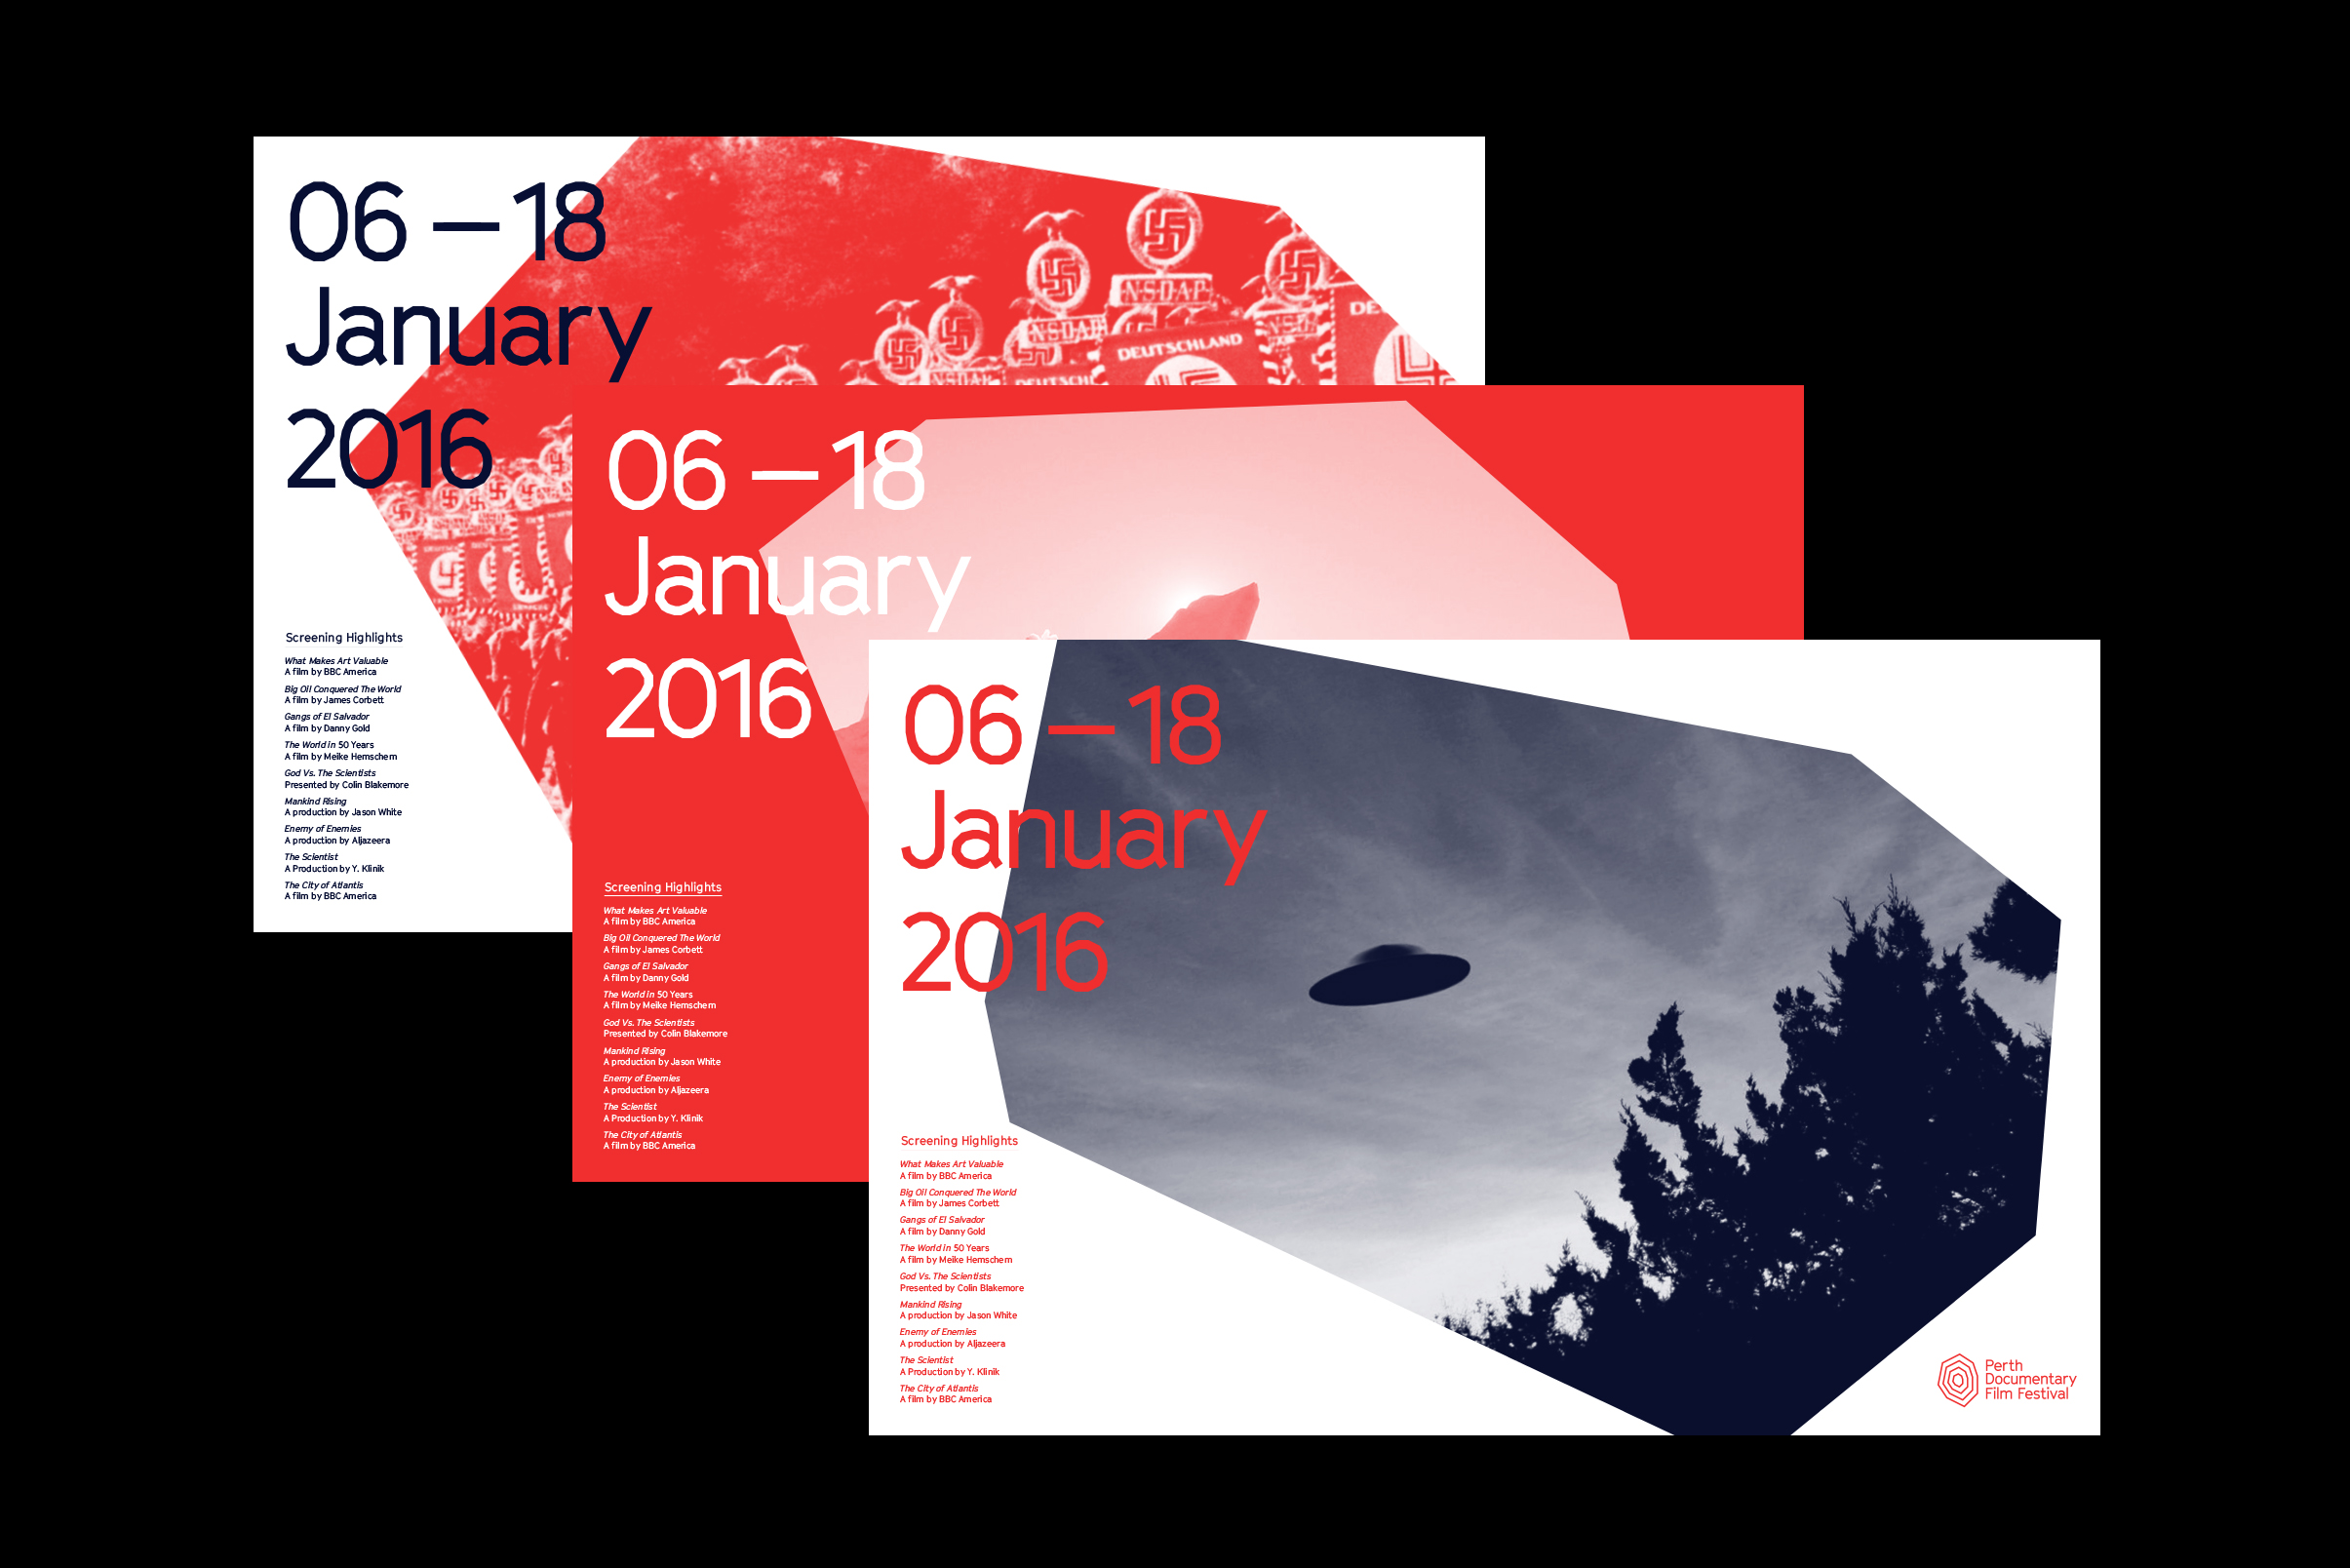 06 – 18
January
2016
NSDAP
NSDAP
NSDAP
DEUTSCHLAND
Screening Highlights
What Makes Art Valuable
A film by BBC America
Big Oil Conquered The World
A film by James Corbett
Gangs of El Salvador
A film by Danny Gold
The World in 50 Years
A film by Meike Hemschem
God Vs. The Scientists
Presented by Colin Blakemore
Mankind Rising
A production by Jason White
Enemy of Enemies
A production by Aljazeera
The Scientist
A Production by Y. Klinik
The City of Atlantis
A film by BBC America
06 – 18
January
2016
Screening Highlights
What Makes Art Valuable
A film by BBC America
Big Oil Conquered The World
A film by James Corbett
Gangs of El Salvador
A film by Danny Gold
The World in 50 Years
A film by Meike Hemschem
God Vs. The Scientists
Presented by Colin Blakemore
Mankind Rising
A production by Jason White
Enemy of Enemies
A production by Aljazeera
The Scientist
A Production by Y. Klinik
The City of Atlantis
A film by BBC America
06 – 18
January
2016
Screening Highlights
What Makes Art Valuable
A film by BBC America
Big Oil Conquered The World
A film by James Corbett
Gangs of El Salvador
A film by Danny Gold
The World in 50 Years
A film by Meike Hemschem
God Vs. The Scientists
Presented by Colin Blakemore
Mankind Rising
A production by Jason White
Enemy of Enemies
A production by Aljazeera
The Scientist
A Production by Y. Klinik
The City of Atlantis
A film by BBC America
Perth
Documentary
Film Festival